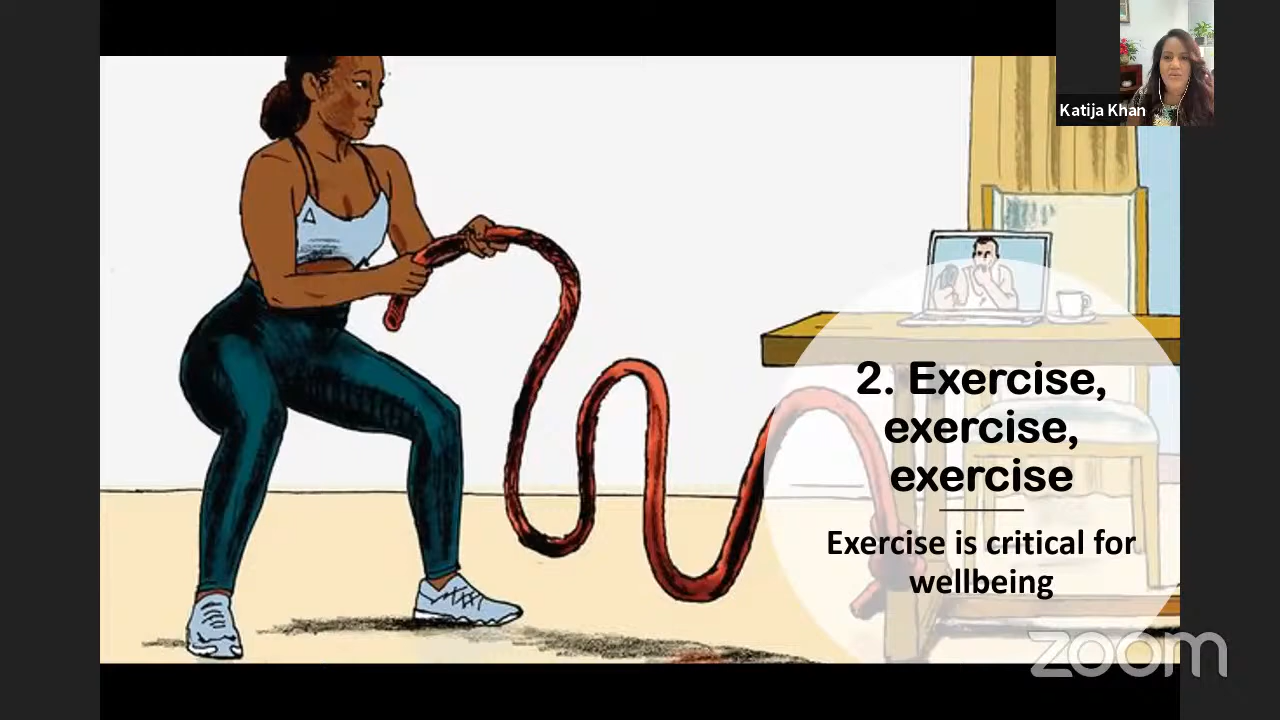 Katija Khan
2. Exercise,
exercise,
exercise
Exercise is critical for
wellbeing
zoom